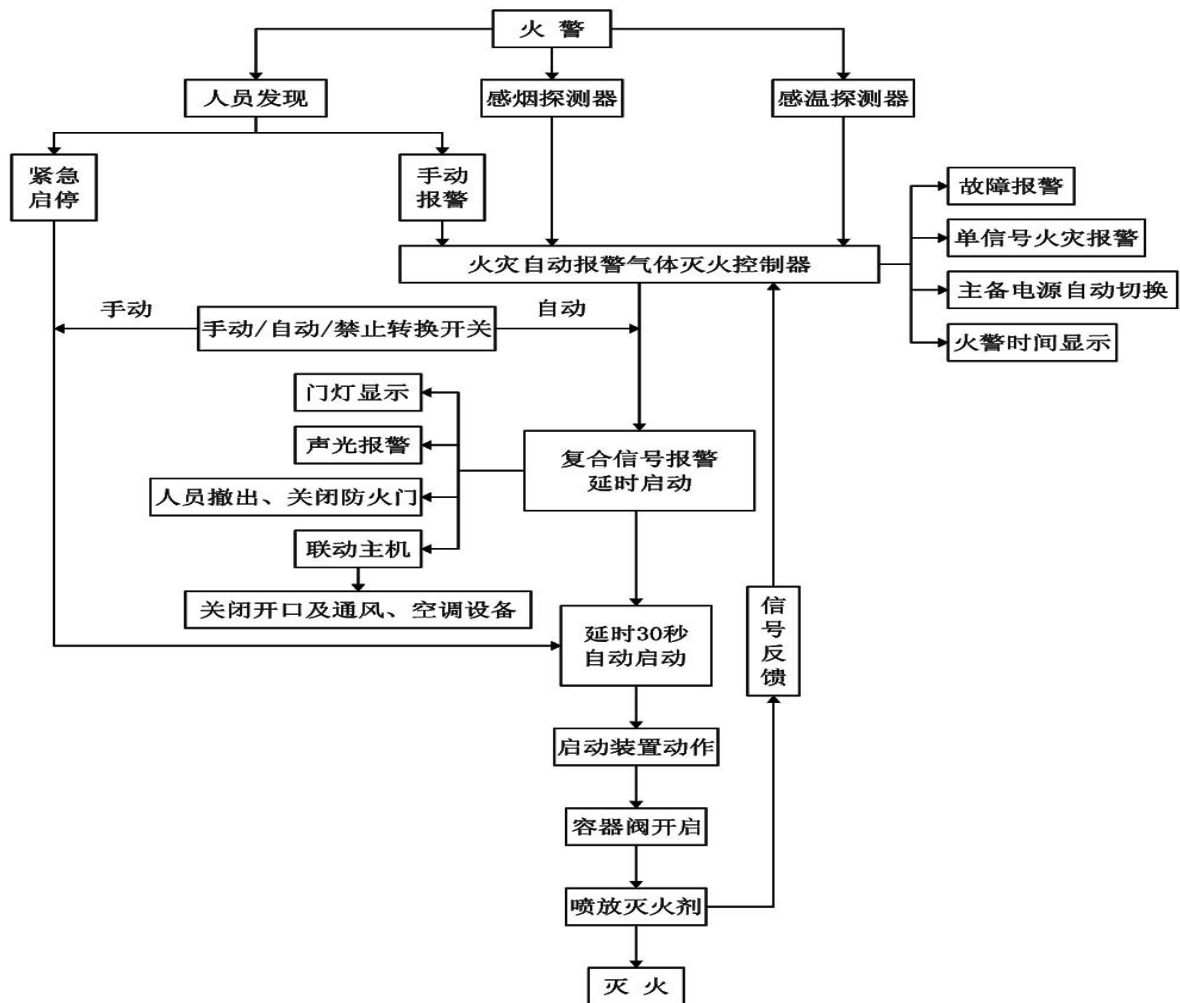 火 警
人员发现
感烟探测器
感温探测器
紧急
启停
手动
报警
故障报警
单信号火灾报警
火灾自动报警气体灭火控制器
主备电源自动切换
手动
手动/自动/禁止转换开关
自动
火警时间显示
门灯显示
声光报警
复合信号报警
延时启动
人员撤出、关闭防火门
联动主机
关闭开口及通风、空调设备
延时30秒
自动启动
信
号
反
馈
启动装置动作
容器阀开启
喷放灭火剂
灭 火